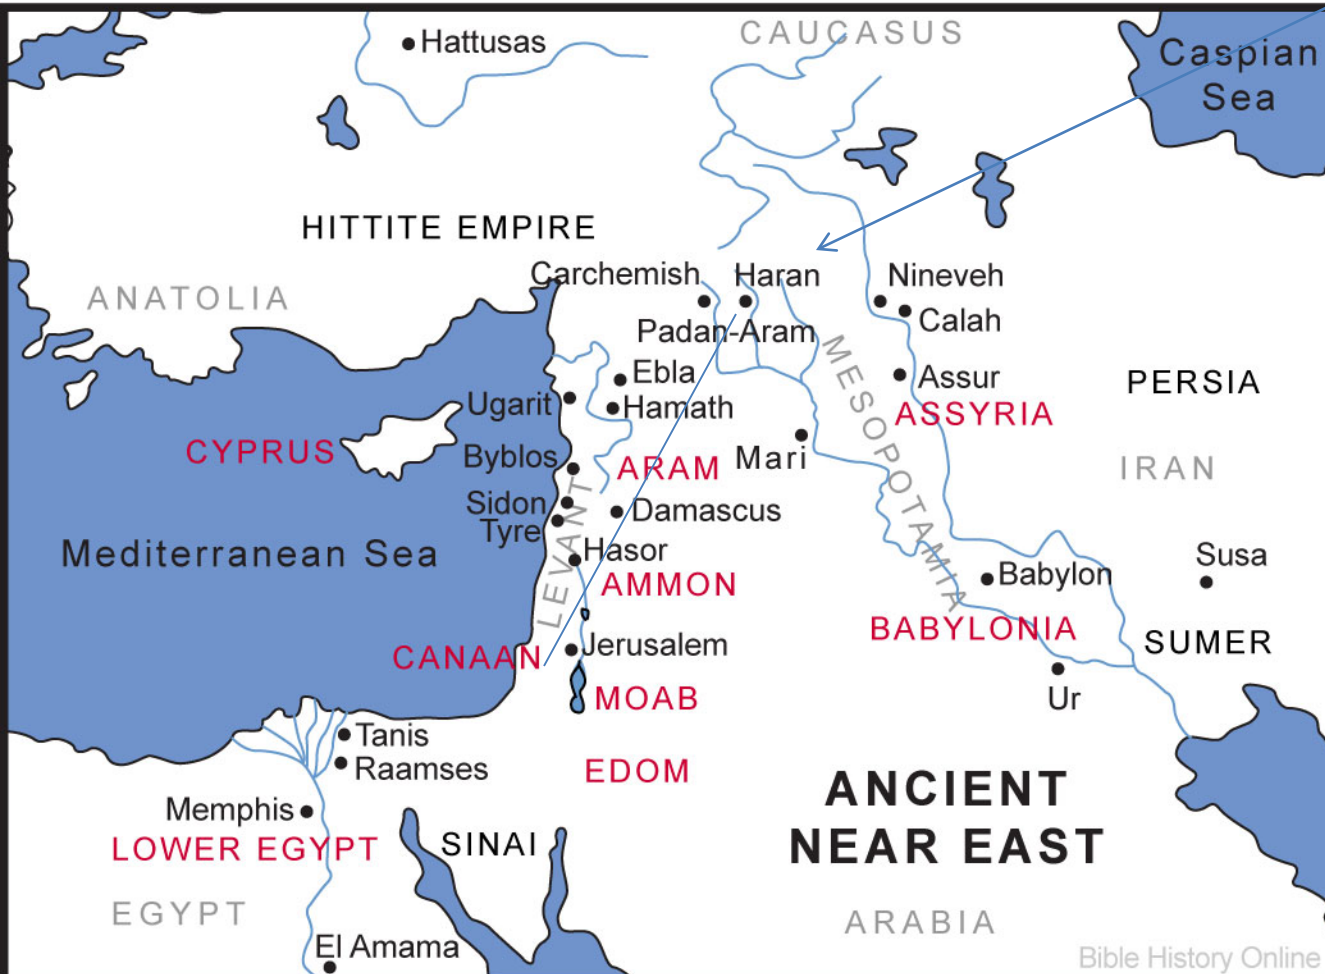 CAUCASUS
Hattusas
Caspian
Sea
HITTITE EMPIRE
ANATOLIA
Carchemish
Haran
Nineveh
Calah
Padan-Aram
MESOPOTAMIA
Ebla
Assur
PERSIA
Ugarit
Hamath
ASSYRIA
CYPRUS
Byblos
ARAM
Mari
IRAN
Sidon
Tyre
LEVANT
Damascus
Mediterranean Sea
Hasor
Susa
AMMON
Babylon
BABYLONIA
CANAAN
Jerusalem
SUMER
MOAB
Ur
Tanis
Raamses
EDOM
ANCIENT
NEAR EAST
Memphis
LOWER EGYPT
SINAI
EGYPT
ARABIA
El Amama
Bible History Online